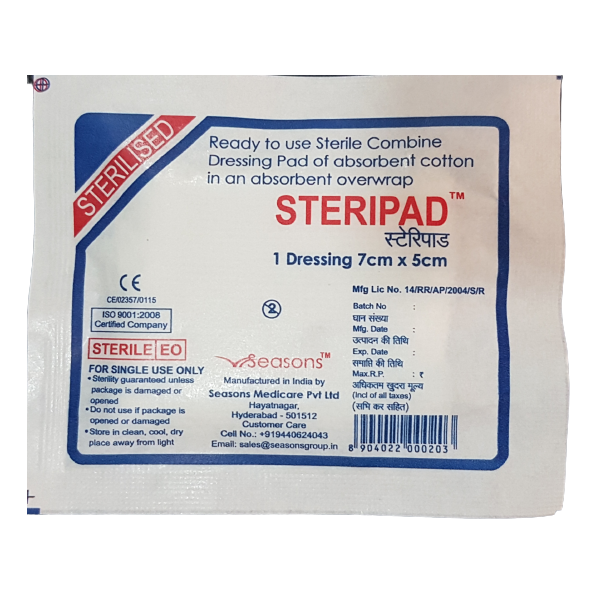 STERILISED
Ready to use Sterile Combine
Dressing Pad of absorbent cotton
in an absorbent overwrap
STERIPAD™
स्टेरिपाड
1 Dressing 7cm x 5cm
CE
CE/02357/0115
ISO 9001:2008
Certified Company
STERILE EO
FOR SINGLE USE ONLY
•Sterility guaranteed unless
package is damaged or
opened
•Do not use if package is
opened or damaged
•Store in clean, cool, dry
place away from light
2
Seasons™
Manufactured in India by
Seasons Medicare Pvt Ltd
Hayatnagar,
Hyderabad - 501512
Customer Care
Cell No.: +919440624043
Email: sales@seasonsgroup.in
Mfg Lic No. 14/RR/AP/2004/S/R
Batch No :
घान संख्या
Mfg. Date :
उत्पादन की तिथि
Exp. Date :
समाप्ति की तिथि
Max.R.P. : ₹
अधिकतम खुदरा मूल्य
(Incl of all taxes)
(सभि कर सहित)
8 904022 000203